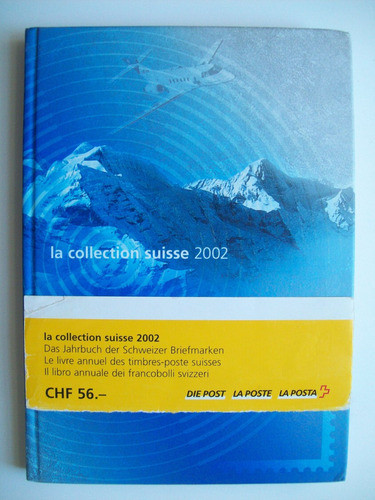 la collection suisse 2002
la collection suisse 2002
Das Jahrbuch der Schweizer Briefmarken
Le livre annuel des timbres-poste suisses
Il libro annuale dei francobolli svizzeri
CHF 56.– DIE POST LA POSTE LA POSTA